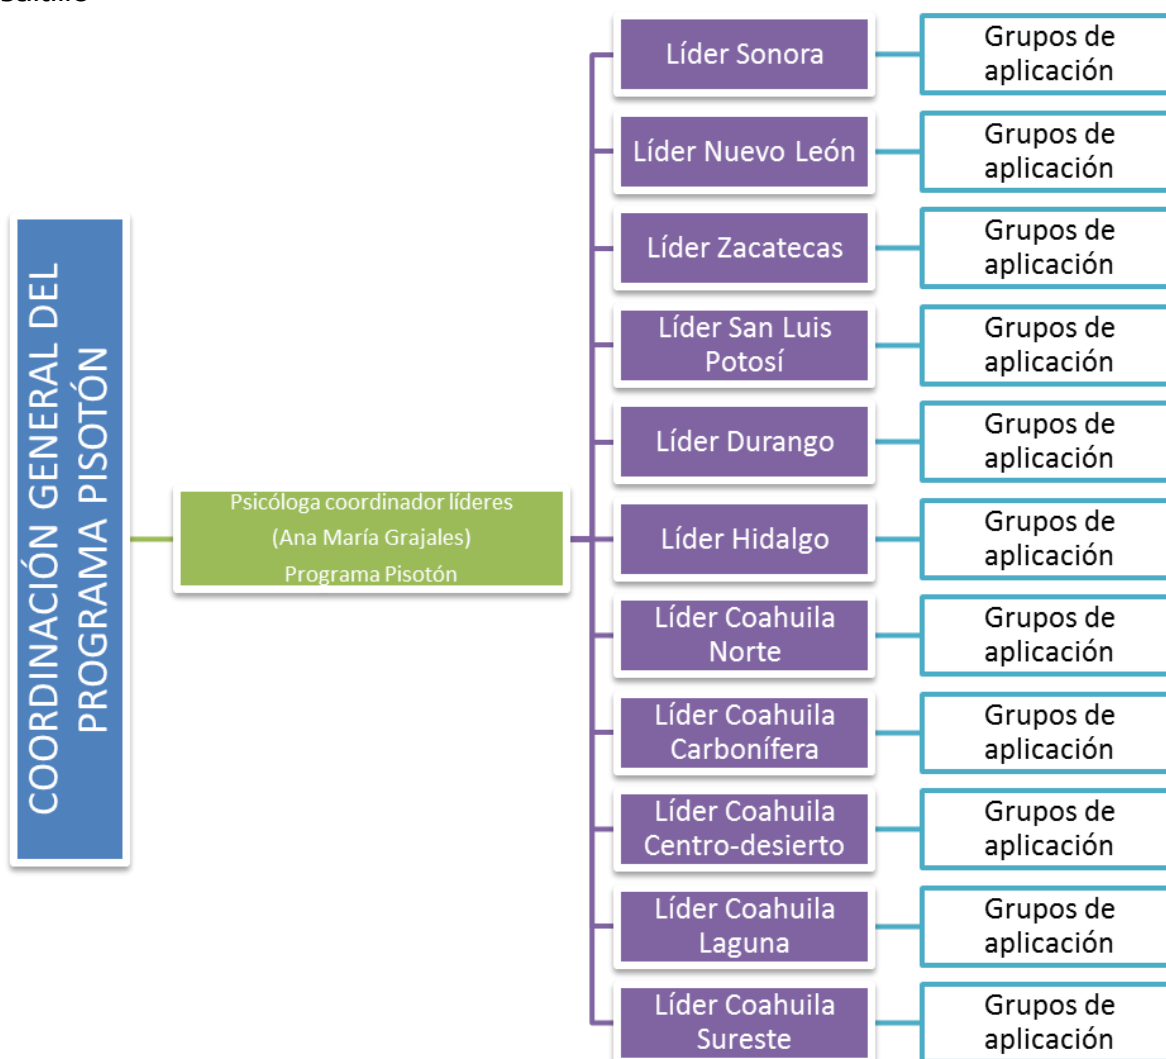 COORDINACIÓN GENERAL DEL
PROGRAMA PISOTÓN
Psicóloga coordinador líderes
(Ana María Grajales)
Programa Pisotón
Líder Sonora
Grupos de
aplicación
Líder Nuevo León
Grupos de
aplicación
Líder Zacatecas
Grupos de
aplicación
Líder San Luis
Potosí
Grupos de
aplicación
Líder Durango
Grupos de
aplicación
Líder Hidalgo
Grupos de
aplicación
Líder Coahuila
Norte
Grupos de
aplicación
Líder Coahuila
Carbonífera
Grupos de
aplicación
Líder Coahuila
Centro-desierto
Grupos de
aplicación
Líder Coahuila
Laguna
Grupos de
aplicación
Líder Coahuila
Sureste
Grupos de
aplicación